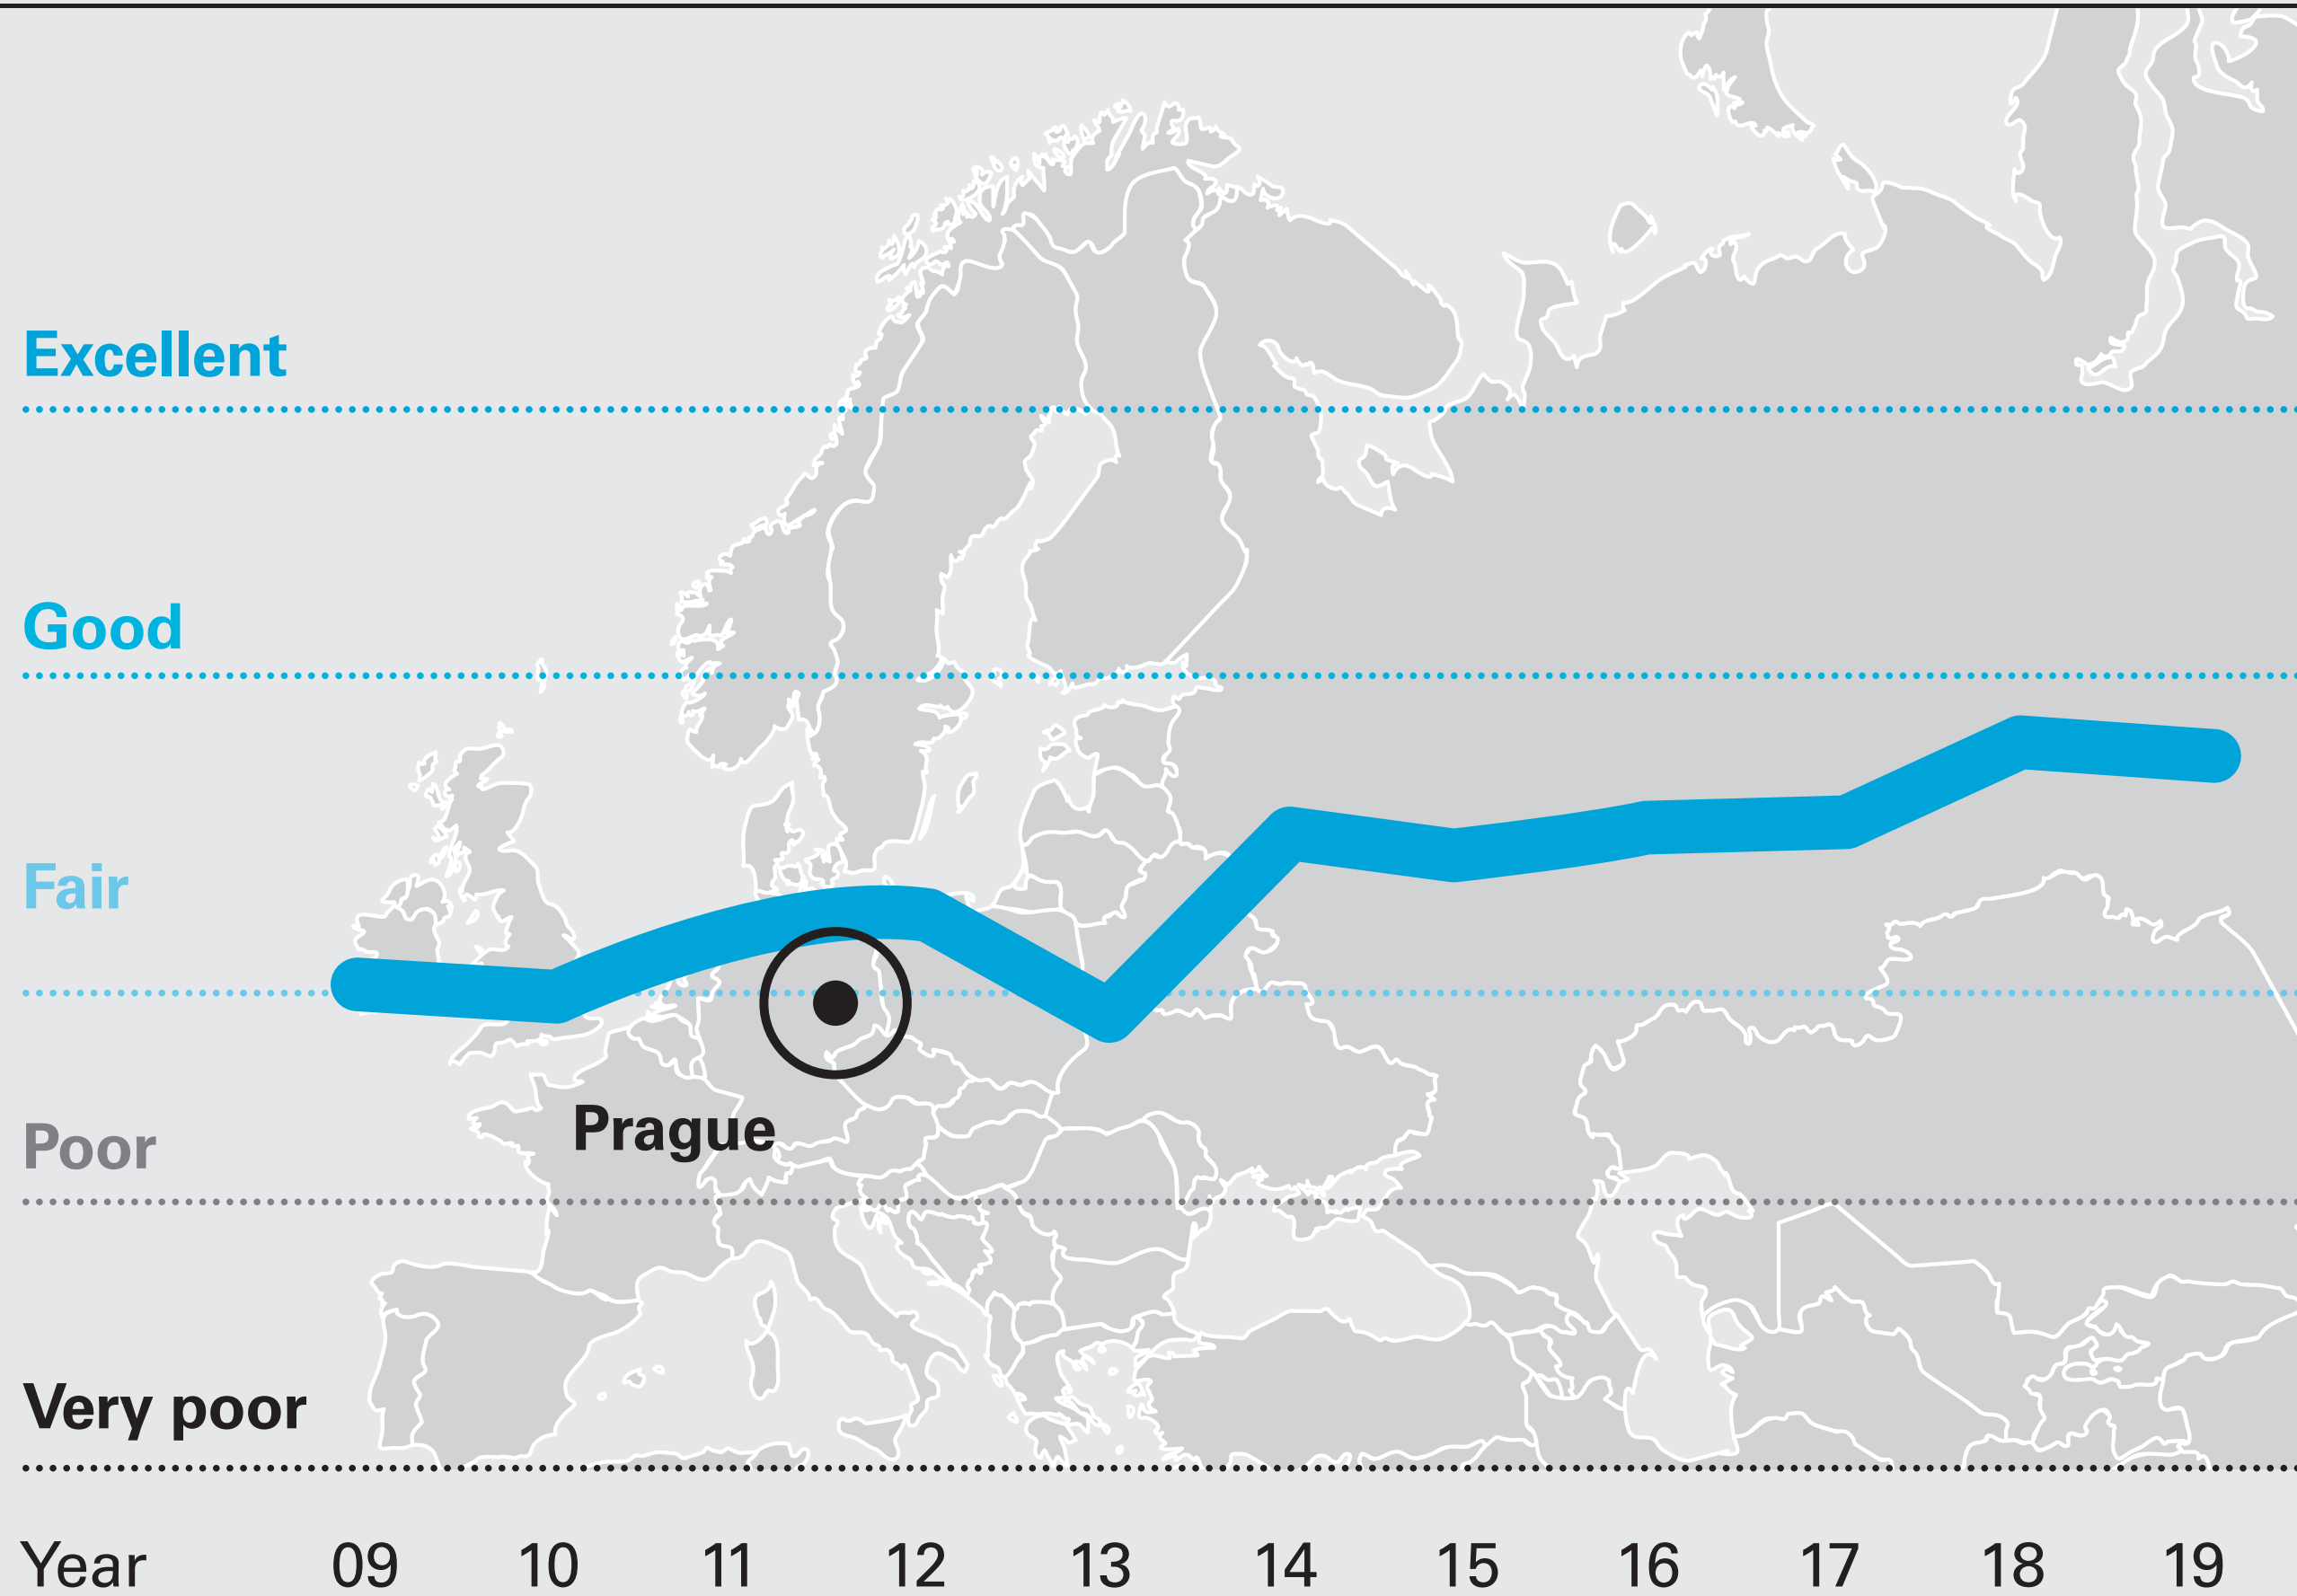 Excellent
Good
Fair
Prague
Poor
Very poor
Year 09 10 11 12 13 14 15 16 17 18 19